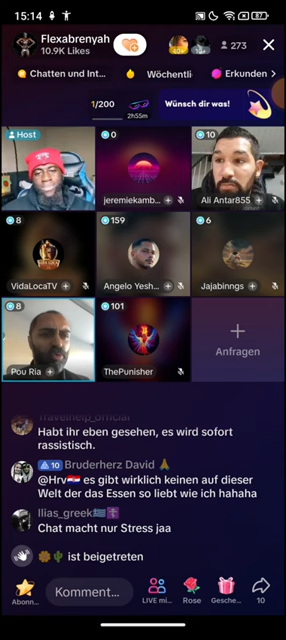 15:14
87
Flexabrenyah
10.9K Likes
273
Chatten und Int...
Wöchentli
Erkunden >
1/200
2h55m
Wünsch dir was!
Host
0
jeremiekamb...
10
Ali Antar855
8
VidaLocaTV
159
Angelo Yesh...
6
Jajabinngs
8
Pou Ria
101
ThePunisher
Anfragen
Travelhelp_official
Habt ihr eben gesehen, es wird sofort
rassistisch.
10 Bruderherz David
@Hrv🇭🇷 es gibt wirklich keinen auf dieser
Welt der das Essen so liebt wie ich hahaha
Ilias_greek🇬🇷✝️
Chat macht nur Stress jaa
ist beigetreten
Abonn...
Komment...
LIVE mi...
Rose
Gesche...
10